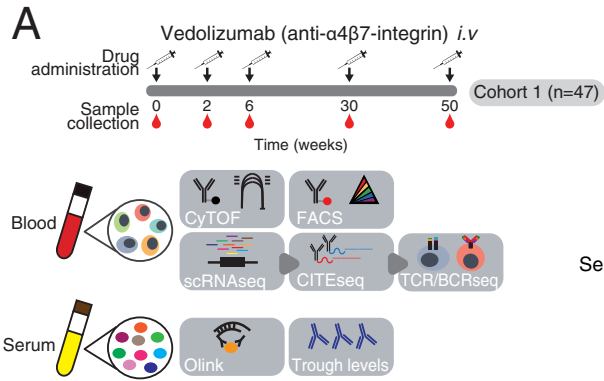 A
Vedolizumab (anti-α4β7-integrin) i.v
Drug
administration
0 2 6 30 50
Cohort 1 (n=47)
Sample
collection
Time (weeks)
Blood
CyTOF
FACS
scRNAseq
CITEseq
TCR/BCRseq
Se
Serum
Olink
Trough levels